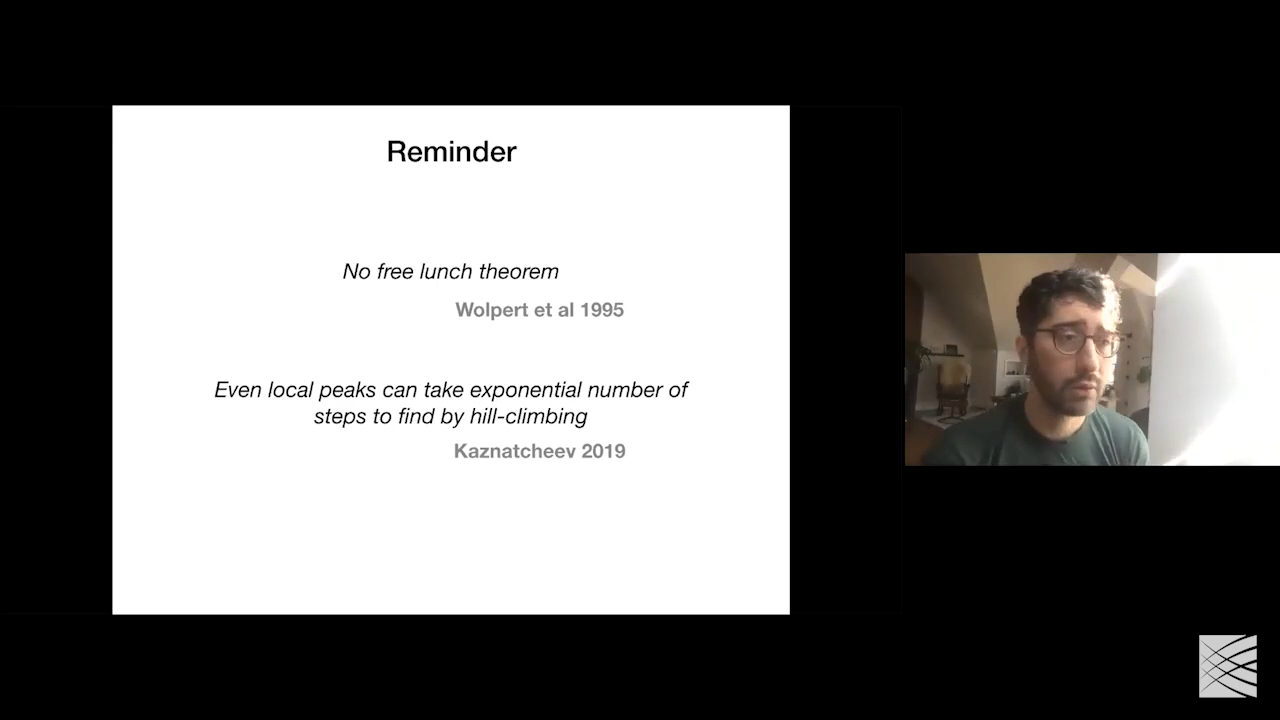 Reminder
No free lunch theorem
Wolpert et al 1995
Even local peaks can take exponential number of
steps to find by hill-climbing
Kaznatcheev 2019